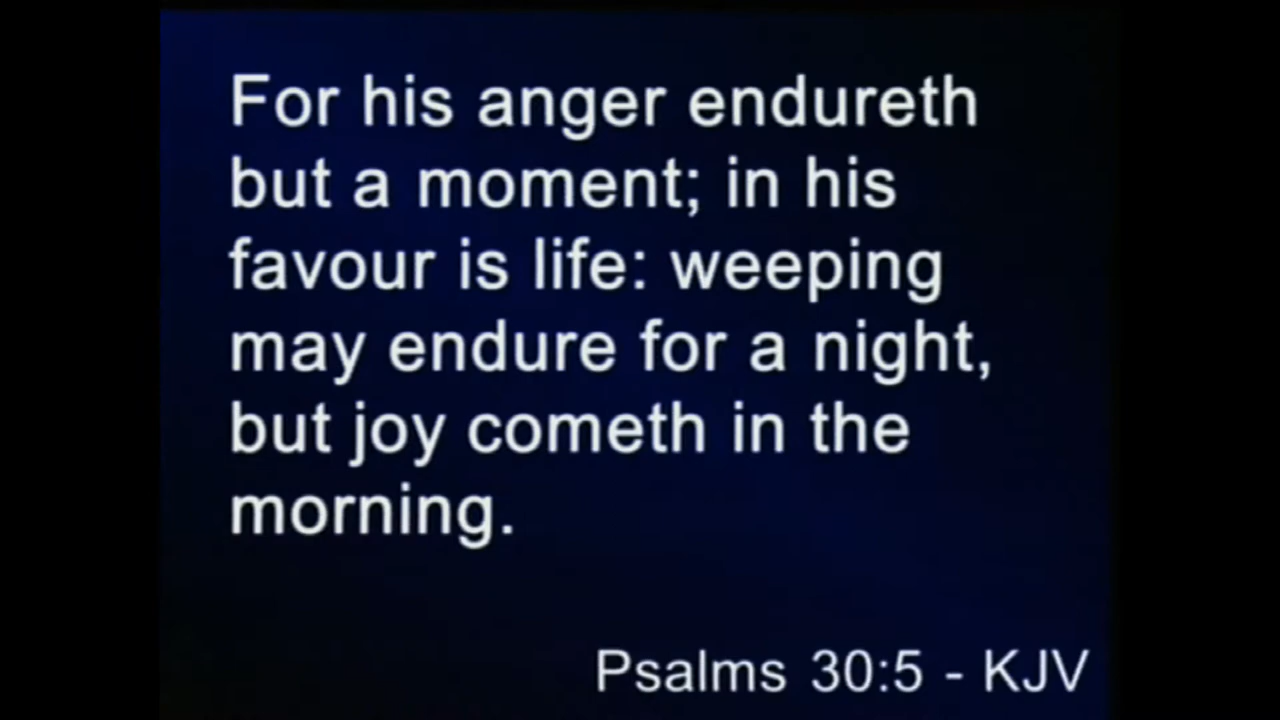 For his anger endureth
but a moment; in his
favour is life: weeping
may endure for a night,
but joy cometh in the
morning.
Psalms 30:5 - KJV